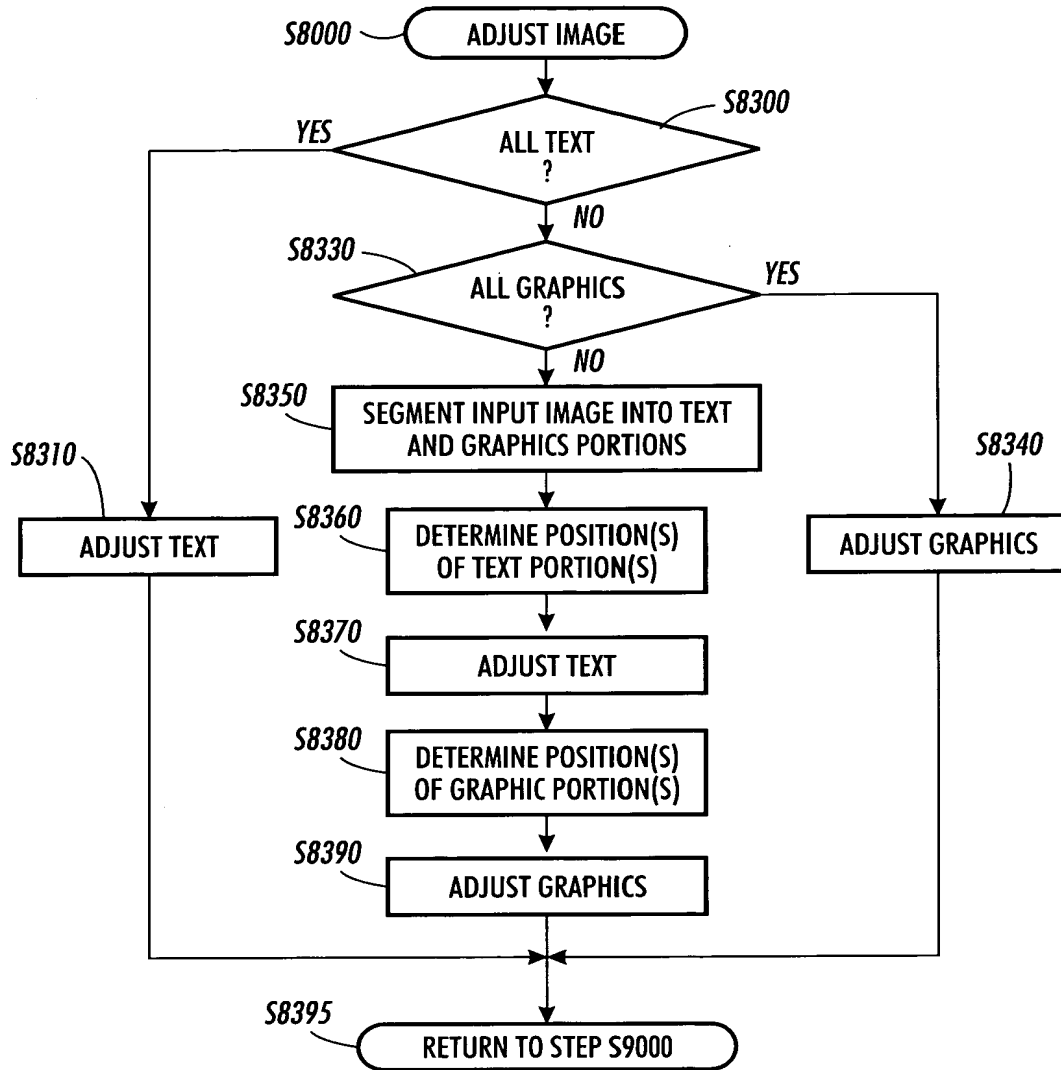 S8000
ADJUST IMAGE
S8300
YES
ALL TEXT
?
NO
S8330
YES
ALL GRAPHICS
?
NO
S8350
SEGMENT INPUT IMAGE INTO TEXT
AND GRAPHICS PORTIONS
S8310
S8340
S8360
ADJUST TEXT
DETERMINE POSITION(S)
OF TEXT PORTION(S)
ADJUST GRAPHICS
S8370
ADJUST TEXT
S8380
DETERMINE POSITION(S)
OF GRAPHIC PORTION(S)
S8390
ADJUST GRAPHICS
S8395
RETURN TO STEP S9000